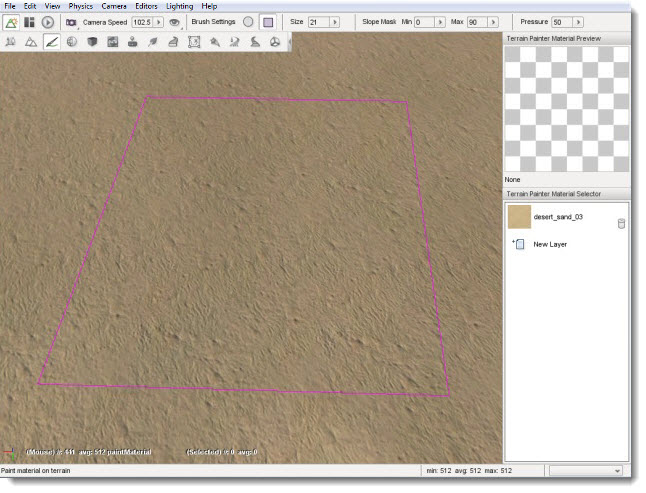 File Edit View Physics Camera Editors Lighting Help
Camera Speed 102.5 Brush Settings Size 21 Slope Mask Min 0 Max 90 Pressure 50
Terrain Painter Material Preview
None
Terrain Painter Material Selector
desert_sand_03
New Layer
(Mouse) #: 441 avg: 512 paintMaterial (Selected) #: 0 avg: 0
Paint material on terrain min: 512 avg: 512 max: 512